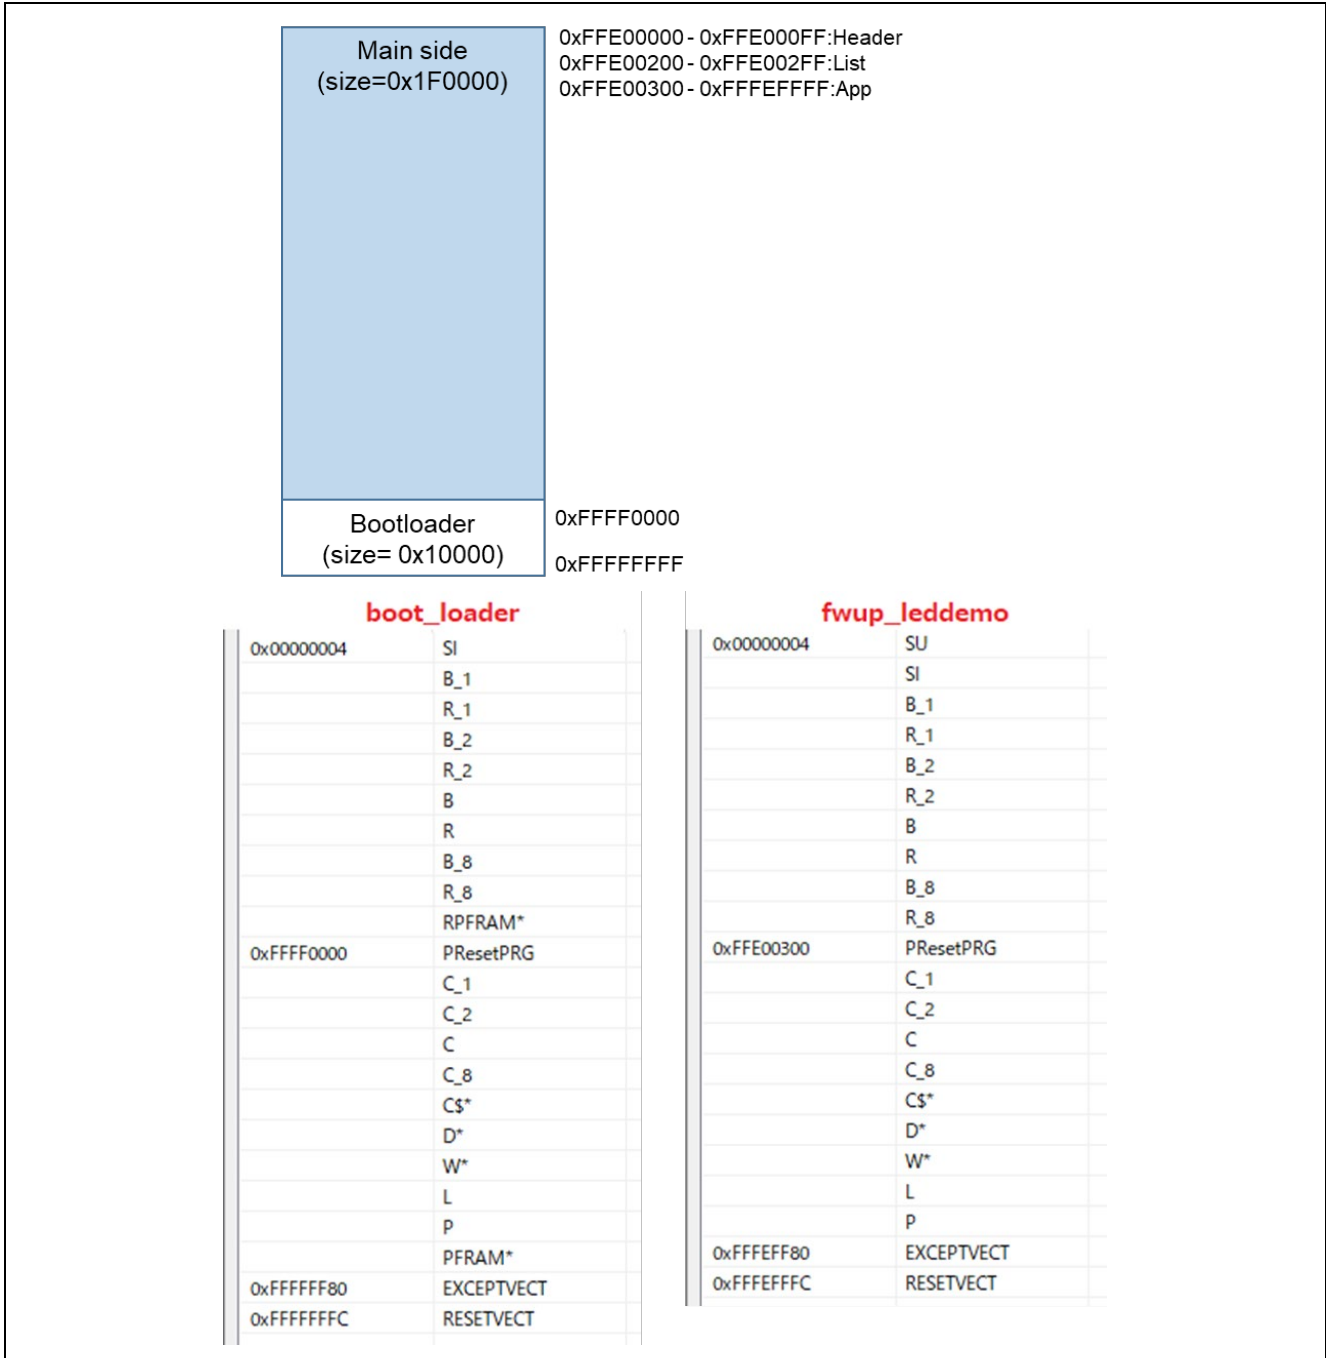 Main side
(size=0x1F0000)
0xFFE00000 - 0xFFE000FF:Header
0xFFE00200 - 0xFFE002FF:List
0xFFE00300 - 0xFFFEFFFF:App
Bootloader
(size= 0x10000)
0xFFFF0000
0xFFFFFFFF
boot_loader
0x00000004 SI
B_1
R_1
B_2
R_2
B
R
B_8
R_8
RPFRAM*
0xFFFF0000 PResetPRG
C_1
C_2
C
C_8
C$*
D*
W*
L
P
PFRAM*
0xFFFFFF80 EXCEPTVECT
0xFFFFFFFC RESETVECT
fwup_leddemo
0x00000004 SU
SI
B_1
R_1
B_2
R_2
B
R
B_8
R_8
0xFFE00300 PResetPRG
C_1
C_2
C
C_8
C$*
D*
W*
L
P
0xFFFEFF80 EXCEPTVECT
0xFFFEFFFC RESETVECT